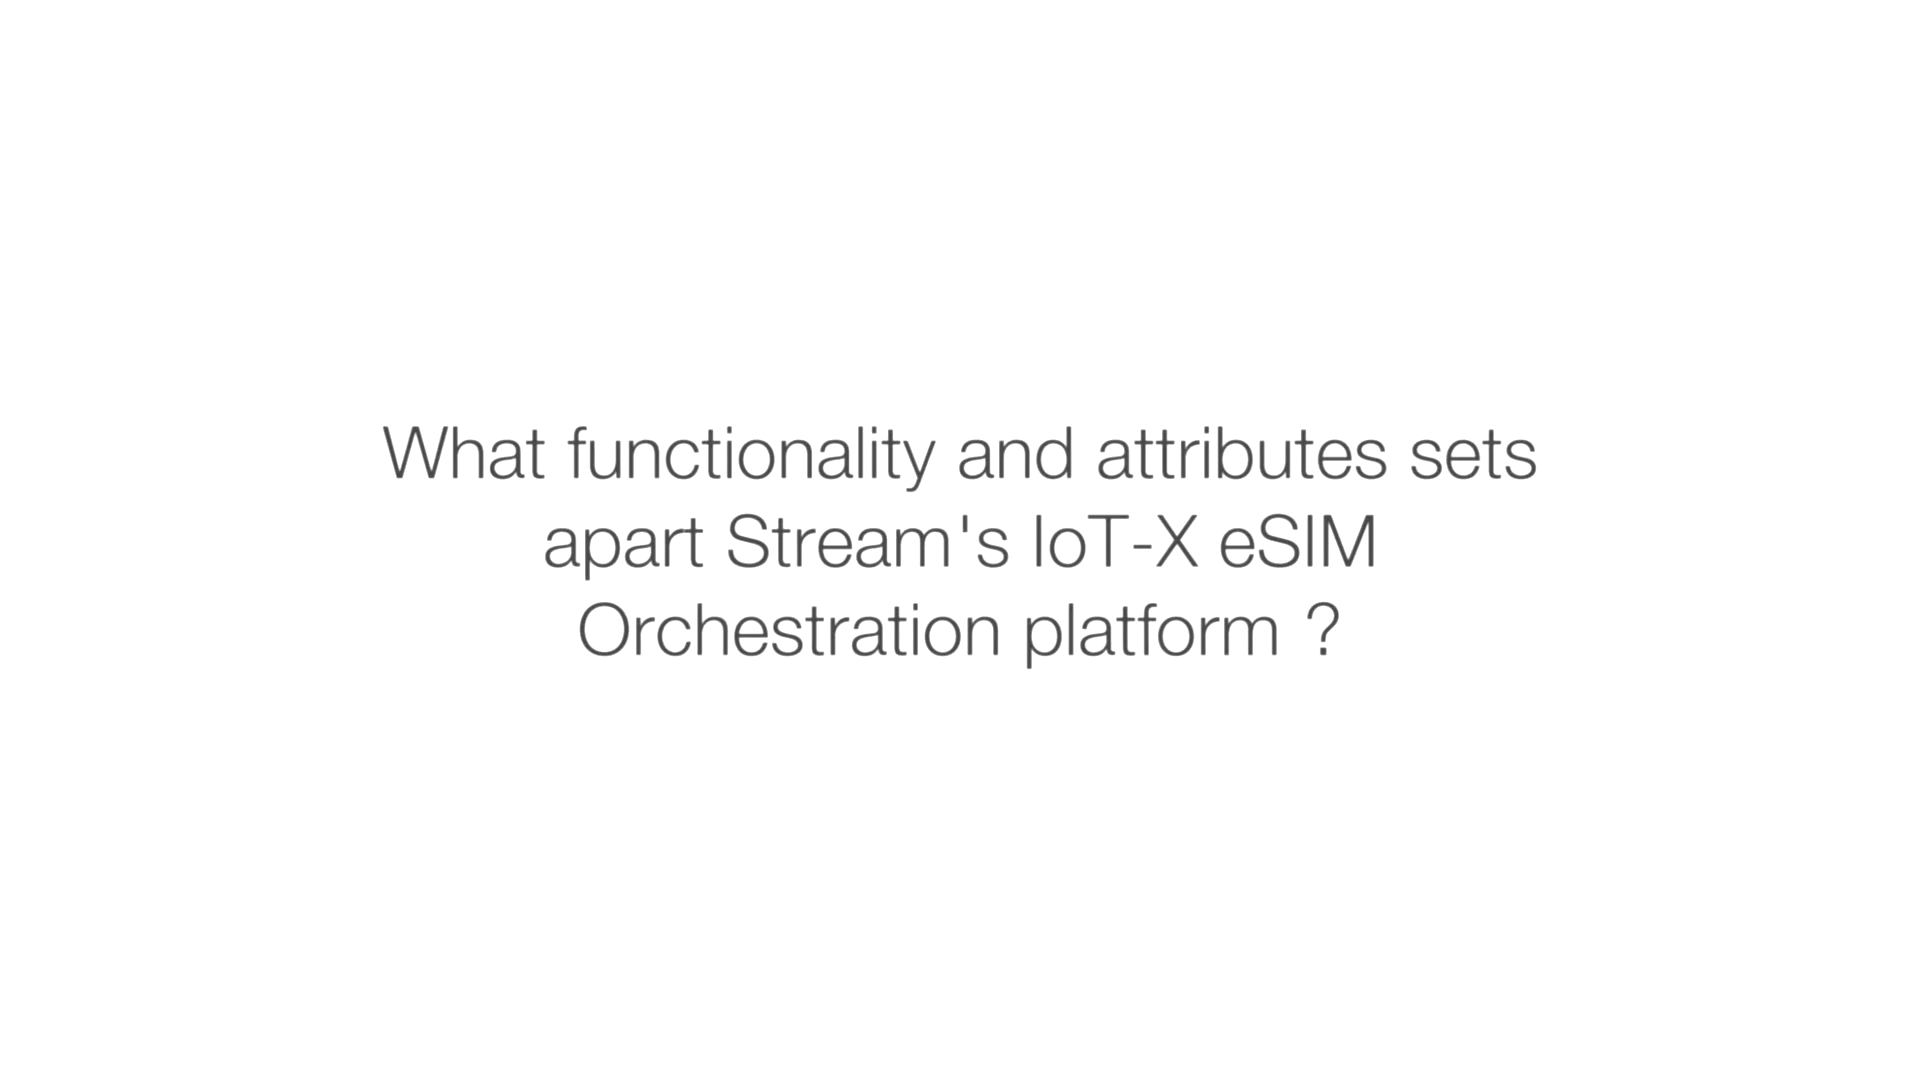 What functionality and attributes sets
apart Stream's IoT-X eSIM
Orchestration platform ?